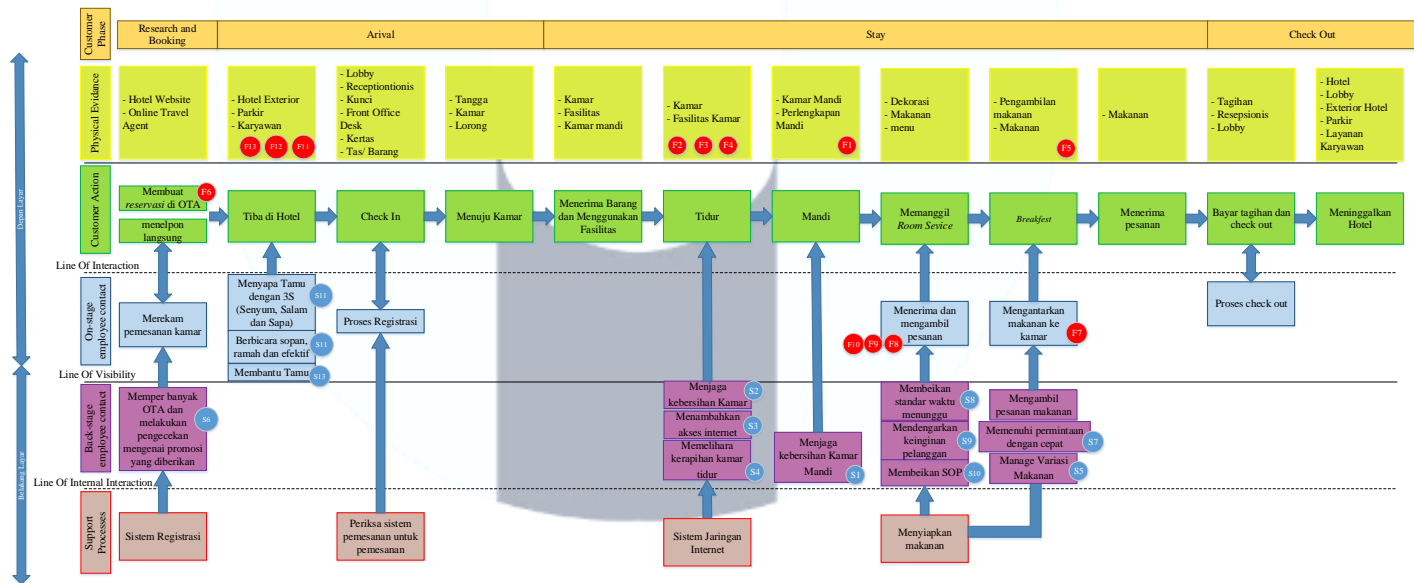 Customer
Phase
Research and
Booking
Arival
Stay
Check Out
Physical Evidance
- Hotel Website
- Online Travel
Agent
- Hotel Exterior
- Parkir
- Karyawan
F13
F12
F11
- Lobby
- Receptiontionis
- Kunci
- Front Office
Desk
- Kertas
- Tas/ Barang
- Tangga
- Kamar
- Lorong
- Kamar
- Fasilitas
- Kamar mandi
- Kamar
- Fasilitas Kamar
F2
F3
F4
- Kamar Mandi
- Perlengkapan
Mandi
F1
- Dekorasi
- Makanan
- menu
- Pengambilan
makanan
- Makanan
F5
- Makanan
- Tagihan
- Resepsionis
- Lobby
- Hotel
- Lobby
- Exterior Hotel
- Parkir
- Layanan
Karyawan
Depan Layar
Customer Action
Membuat
reservasi di OTA
F6
menelpon
langsung
Tiba di Hotel
Check In
Menuju Kamar
Menerima Barang
dan Menggunakan
Fasilitas
Tidur
Mandi
Memanggil
Room Sevice
Breakfest
Menerima
pesanan
Bayar tagihan dan
check out
Meninggalkan
Hotel
Line Of Interaction
On-stage
employee contact
Merekam
pemesanan kamar
Menyapa Tamu
dengan 3S
(Senyum, Salam
dan Sapa)
S11
Berbicara sopan,
ramah dan efektif
S11
Membantu Tamu
S13
Proses Registrasi
Menerima dan
mengambil
pesanan
F10
F9
F8
Mengantarkan
makanan ke
kamar
F7
Proses check out
Line Of Visibility
Belakang Layar
Back-stage
employee contact
Memper banyak
OTA dan
melakukan
pengecekan
mengenai promosi
yang diberikan
S6
Menjaga
kebersihan Kamar
S2
Menambahkan
akses internet
S3
Memelihara
kerapihan kamar
tidur
S4
Menjaga
kebersihan Kamar
Mandi
S1
Membeikan
standar waktu
menunggu
S8
Mendengarkan
keinginan
pelanggan
S9
Membeikan SOP
S10
Mengambil
pesanan makanan
Memenuhi permintaan
dengan cepat
S7
Manage Variasi
Makanan
S5
Line Of Internal Interaction
Support
Processes
Sistem Registrasi
Periksa sistem
pemesanan untuk
pemesanan
Sistem Jaringan
Internet
Menyiapkan
makanan